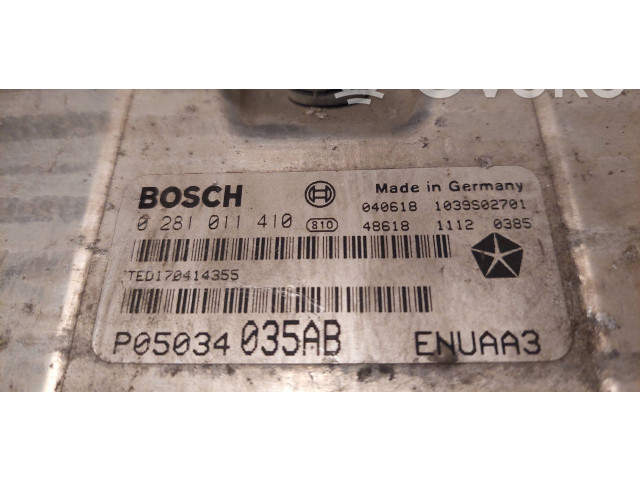 BOSCH Made in Germany
040618 1039S02701
0 281 011 410 810 48618 1112 0385
TED170414355
P05034 035AB ENUAA3